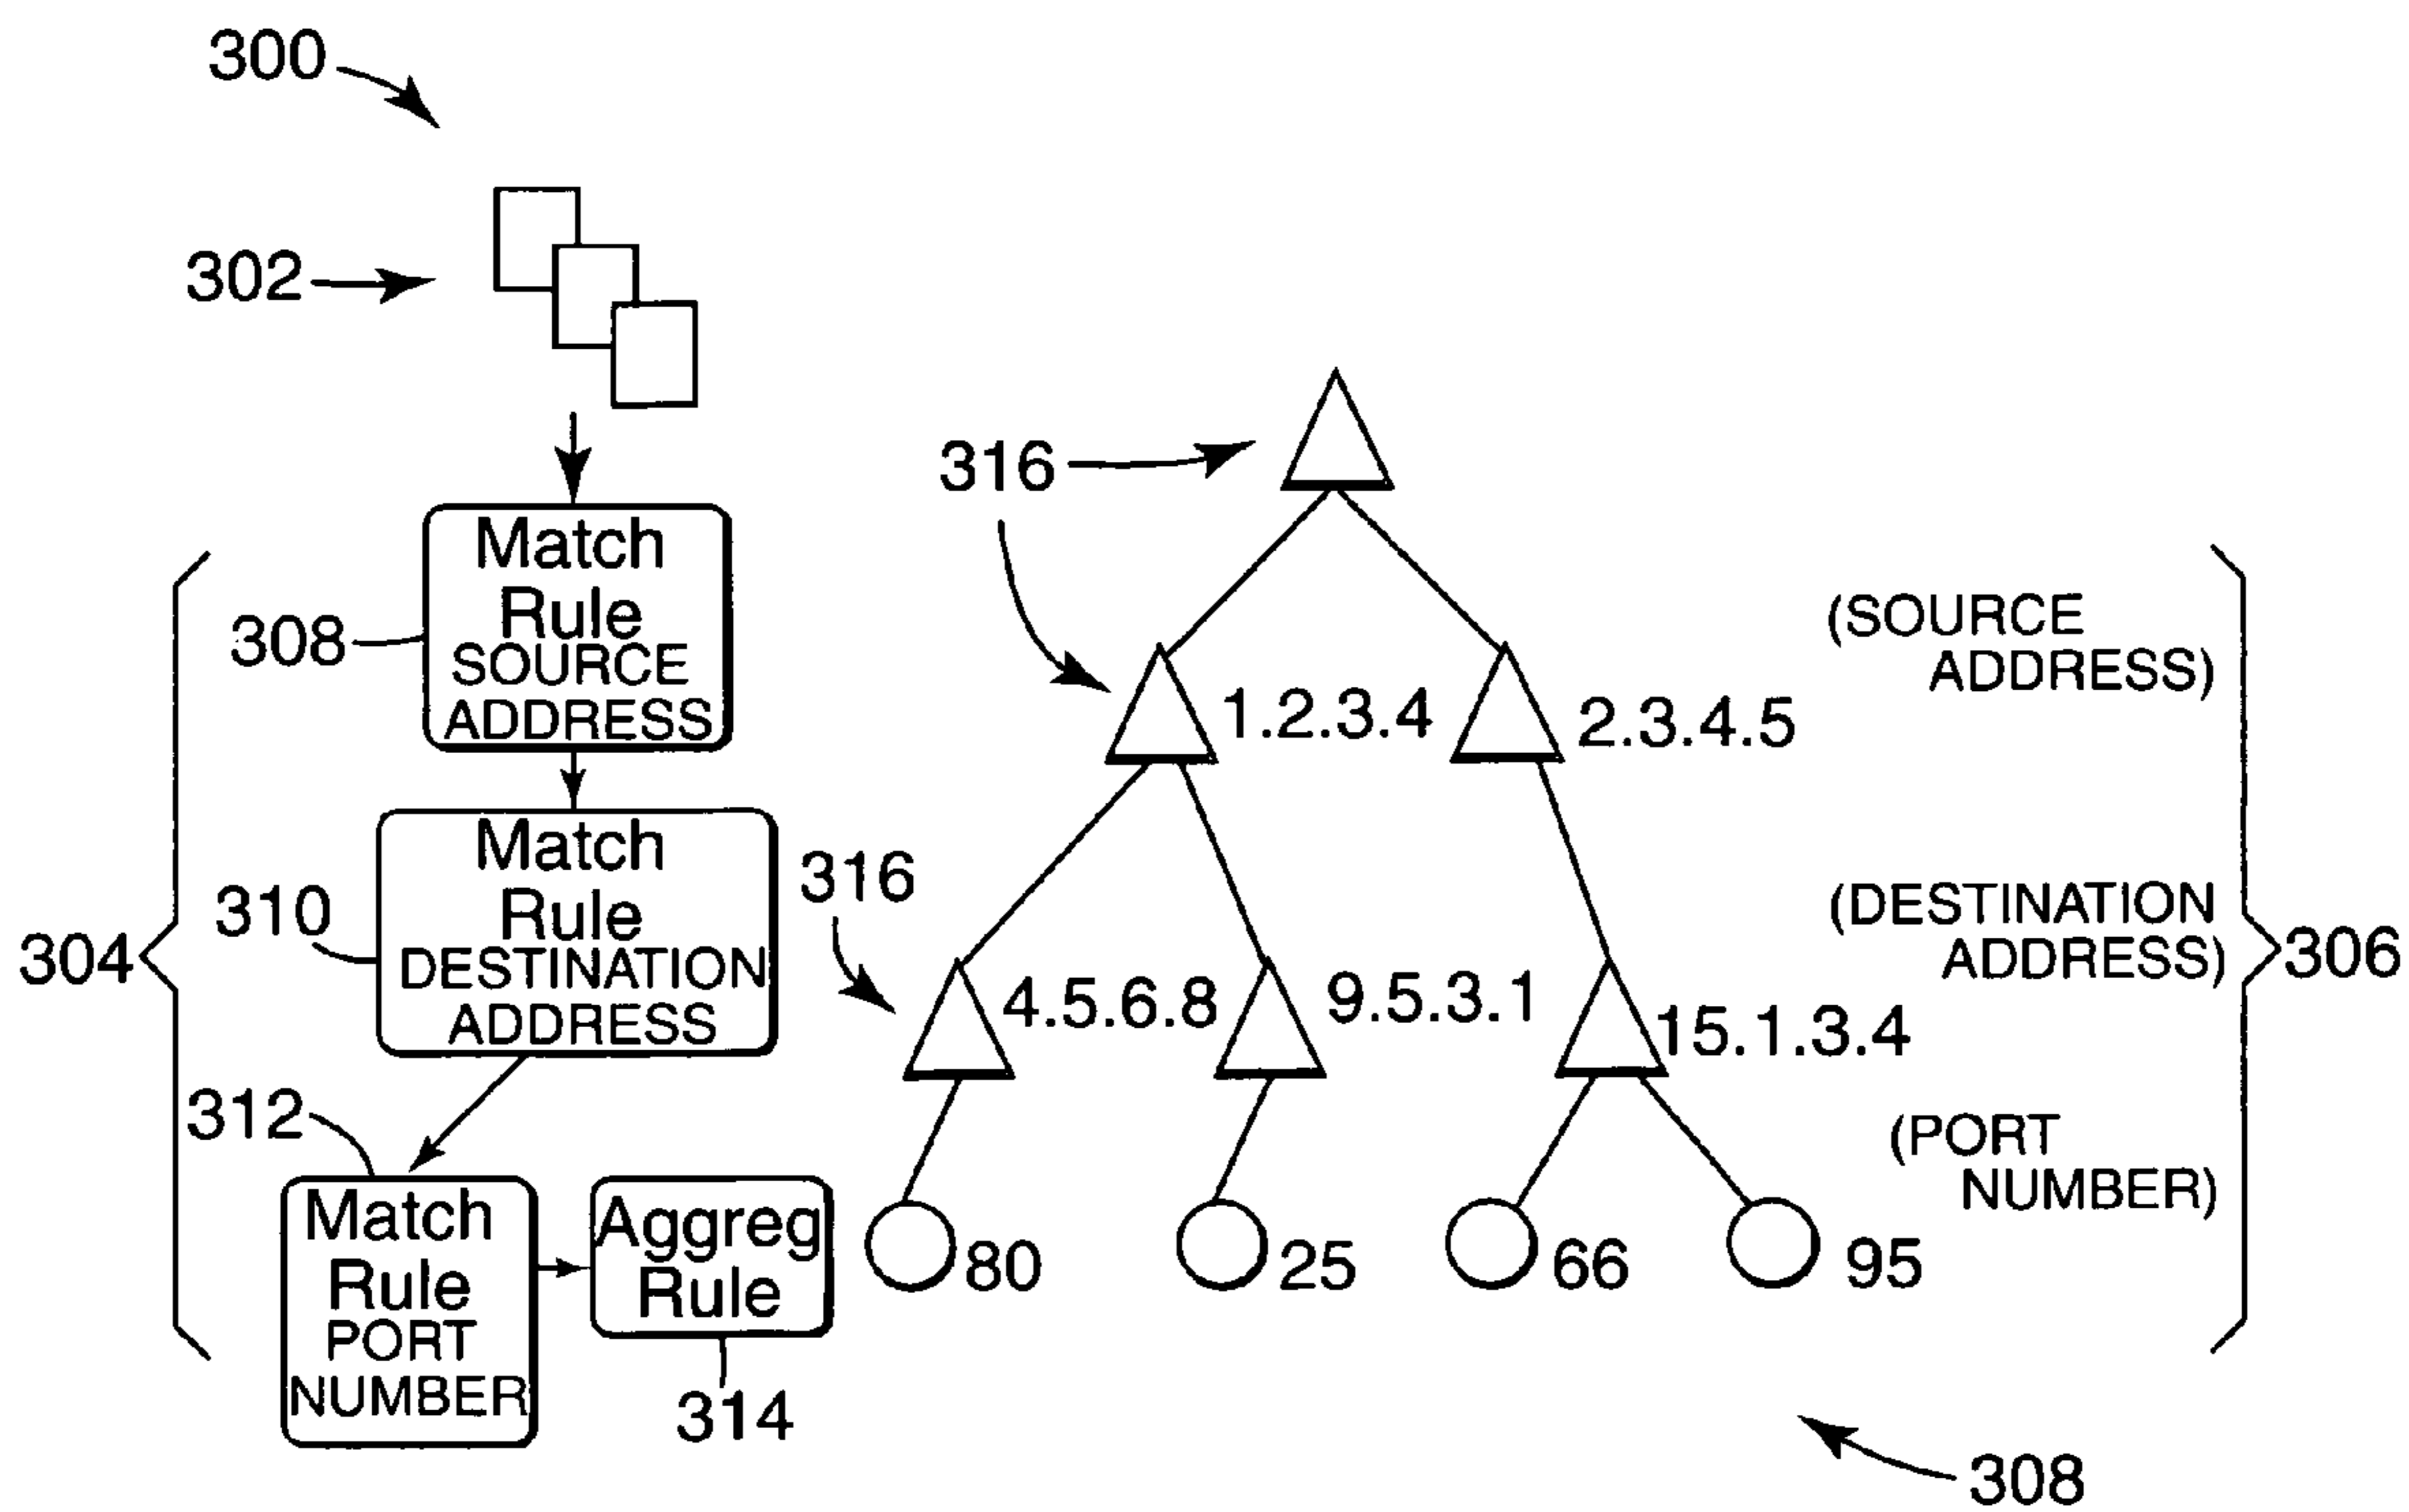 300
302
316
Match
Rule
SOURCE
ADDRESS
308
(SOURCE
ADDRESS)
1.2.3.4
2.3.4.5
Match
Rule
DESTINATION
ADDRESS
310
304
316
(DESTINATION
ADDRESS)
306
4.5.6.8
9.5.3.1
15.1.3.4
312
Match
Rule
PORT
NUMBER
Aggreg
Rule
314
(PORT
NUMBER)
80
25
66
95
308